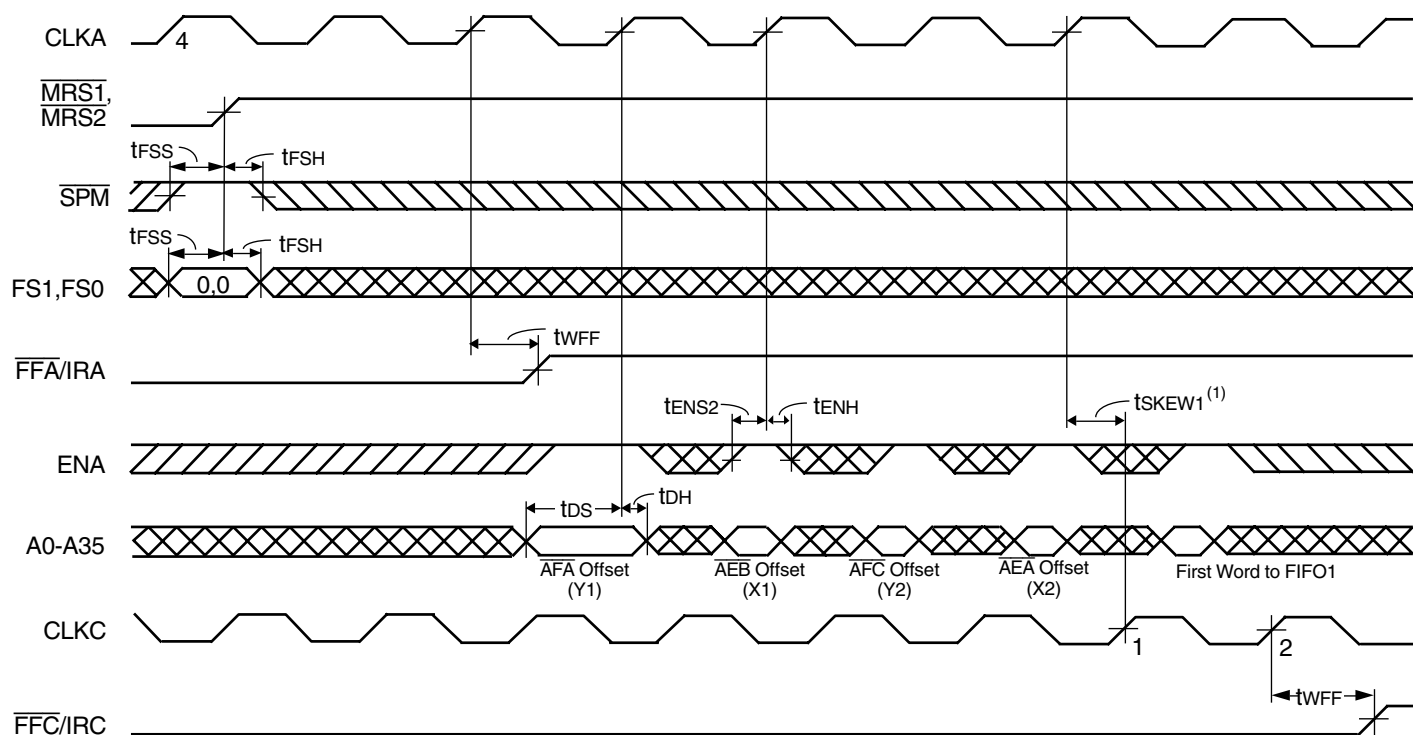 CLKA
4
MRS1,
MRS2
tFSS
tFSH
SPM
tFSS
tFSH
FS1,FS0
0,0
tWFF
FFA/IRA
tENS2
tENH
tSKEW1(1)
ENA
tDS
tDH
A0-A35
AFA Offset
(Y1)
AEB Offset
(X1)
AFC Offset
(Y2)
AEA Offset
(X2)
First Word to FIFO1
CLKC
1
2
tWFF
FFC/IRC